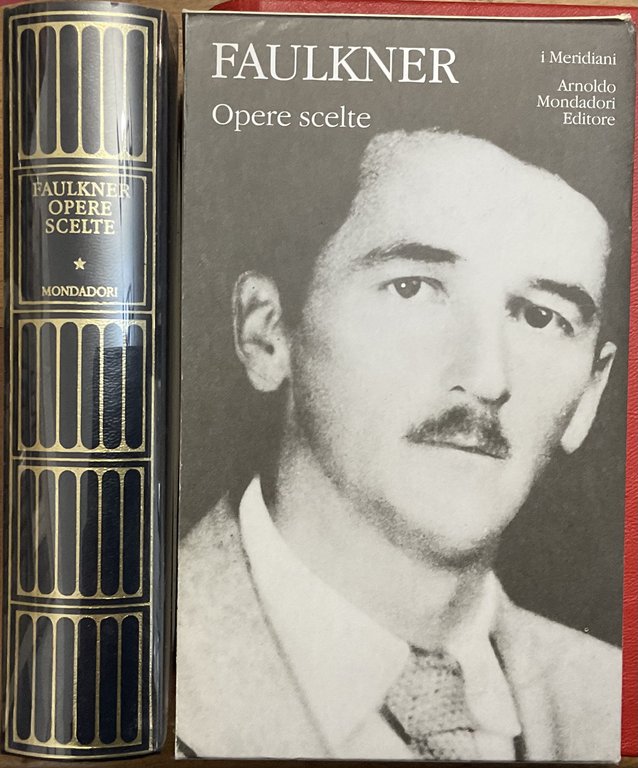 FAULKNER
OPERE
SCELTE
MONDADORI
FAULKNER
Opere scelte
i Meridiani
Arnoldo
Mondadori
Editore